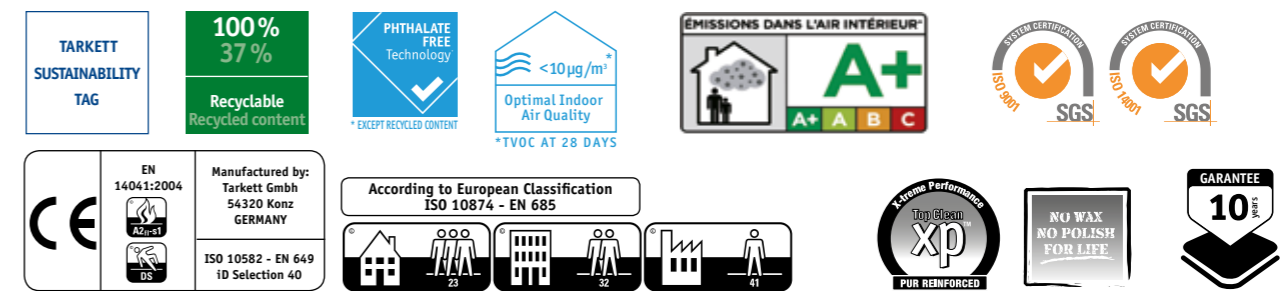 TARKETT
SUSTAINABILITY
TAG
100%
37%
Recyclable
Recycled content
PHTHALATE
FREE
Technology*
* EXCEPT RECYCLED CONTENT
*
<10µg/m³
Optimal Indoor
Air Quality
*TVOC AT 28 DAYS
ÉMISSIONS DANS L'AIR INTÉRIEUR*
A+
A+ A B C
SYSTEM CERTIFICATION
ISO 9001
SGS
SYSTEM CERTIFICATION
ISO 14001
SGS
CE
EN
14041:2004
©
A2fl-s1
©
DS
Manufactured by:
Tarkett Gmbh
54320 Konz
GERMANY
ISO 10582 - EN 649
iD Selection 40
According to European Classification
ISO 10874 - EN 685
©
23
©
32
©
41
X-treme Performance
Top Clean
xp™
PUR REINFORCED
NO WAX
NO POLISH
FOR LIFE
GARANTEE
10 years